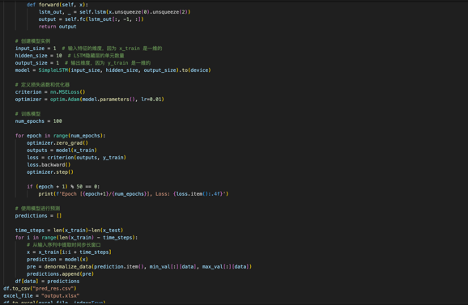 def forward(self, x):
lstm_out, _ = self.lstm(x.unsqueeze(0).unsqueeze(2))
output = self.fc(lstm_out[:, -1, :])
return output
# 创建模型实例
input_size = 1 # 输入特征的维度，因为 x_train 是一维的
hidden_size = 10 # LSTM隐藏层的单元数量
output_size = 1 # 输出维度，因为 y_train 是一维的
model = SimpleLSTM(input_size, hidden_size, output_size).to(device)
# 定义损失函数和优化器
criterion = nn.MSELoss()
optimizer = optim.Adam(model.parameters(), lr=0.01)
# 训练模型
num_epochs = 100
for epoch in range(num_epochs):
optimizer.zero_grad()
outputs = model(x_train)
loss = criterion(outputs, y_train)
loss.backward()
optimizer.step()
if (epoch + 1) % 50 == 0:
print(f'Epoch [{epoch+1}/{num_epochs}], Loss: {loss.item():.4f}')
# 使用模型进行预测
predictions = []
time_steps = len(x_train)-len(x_test)
for i in range(len(x_train) - time_steps):
# 从输入序列中提取时间步长窗口
x = x_train[i:i + time_steps]
prediction = model(x)
pre = denormalize_data(prediction.item(), min_val[i][data], max_val[i][data])
predictions.append(pre)
df[data] = predictions
df.to_csv("pred_res.csv")
excel_file = "output.xlsx"